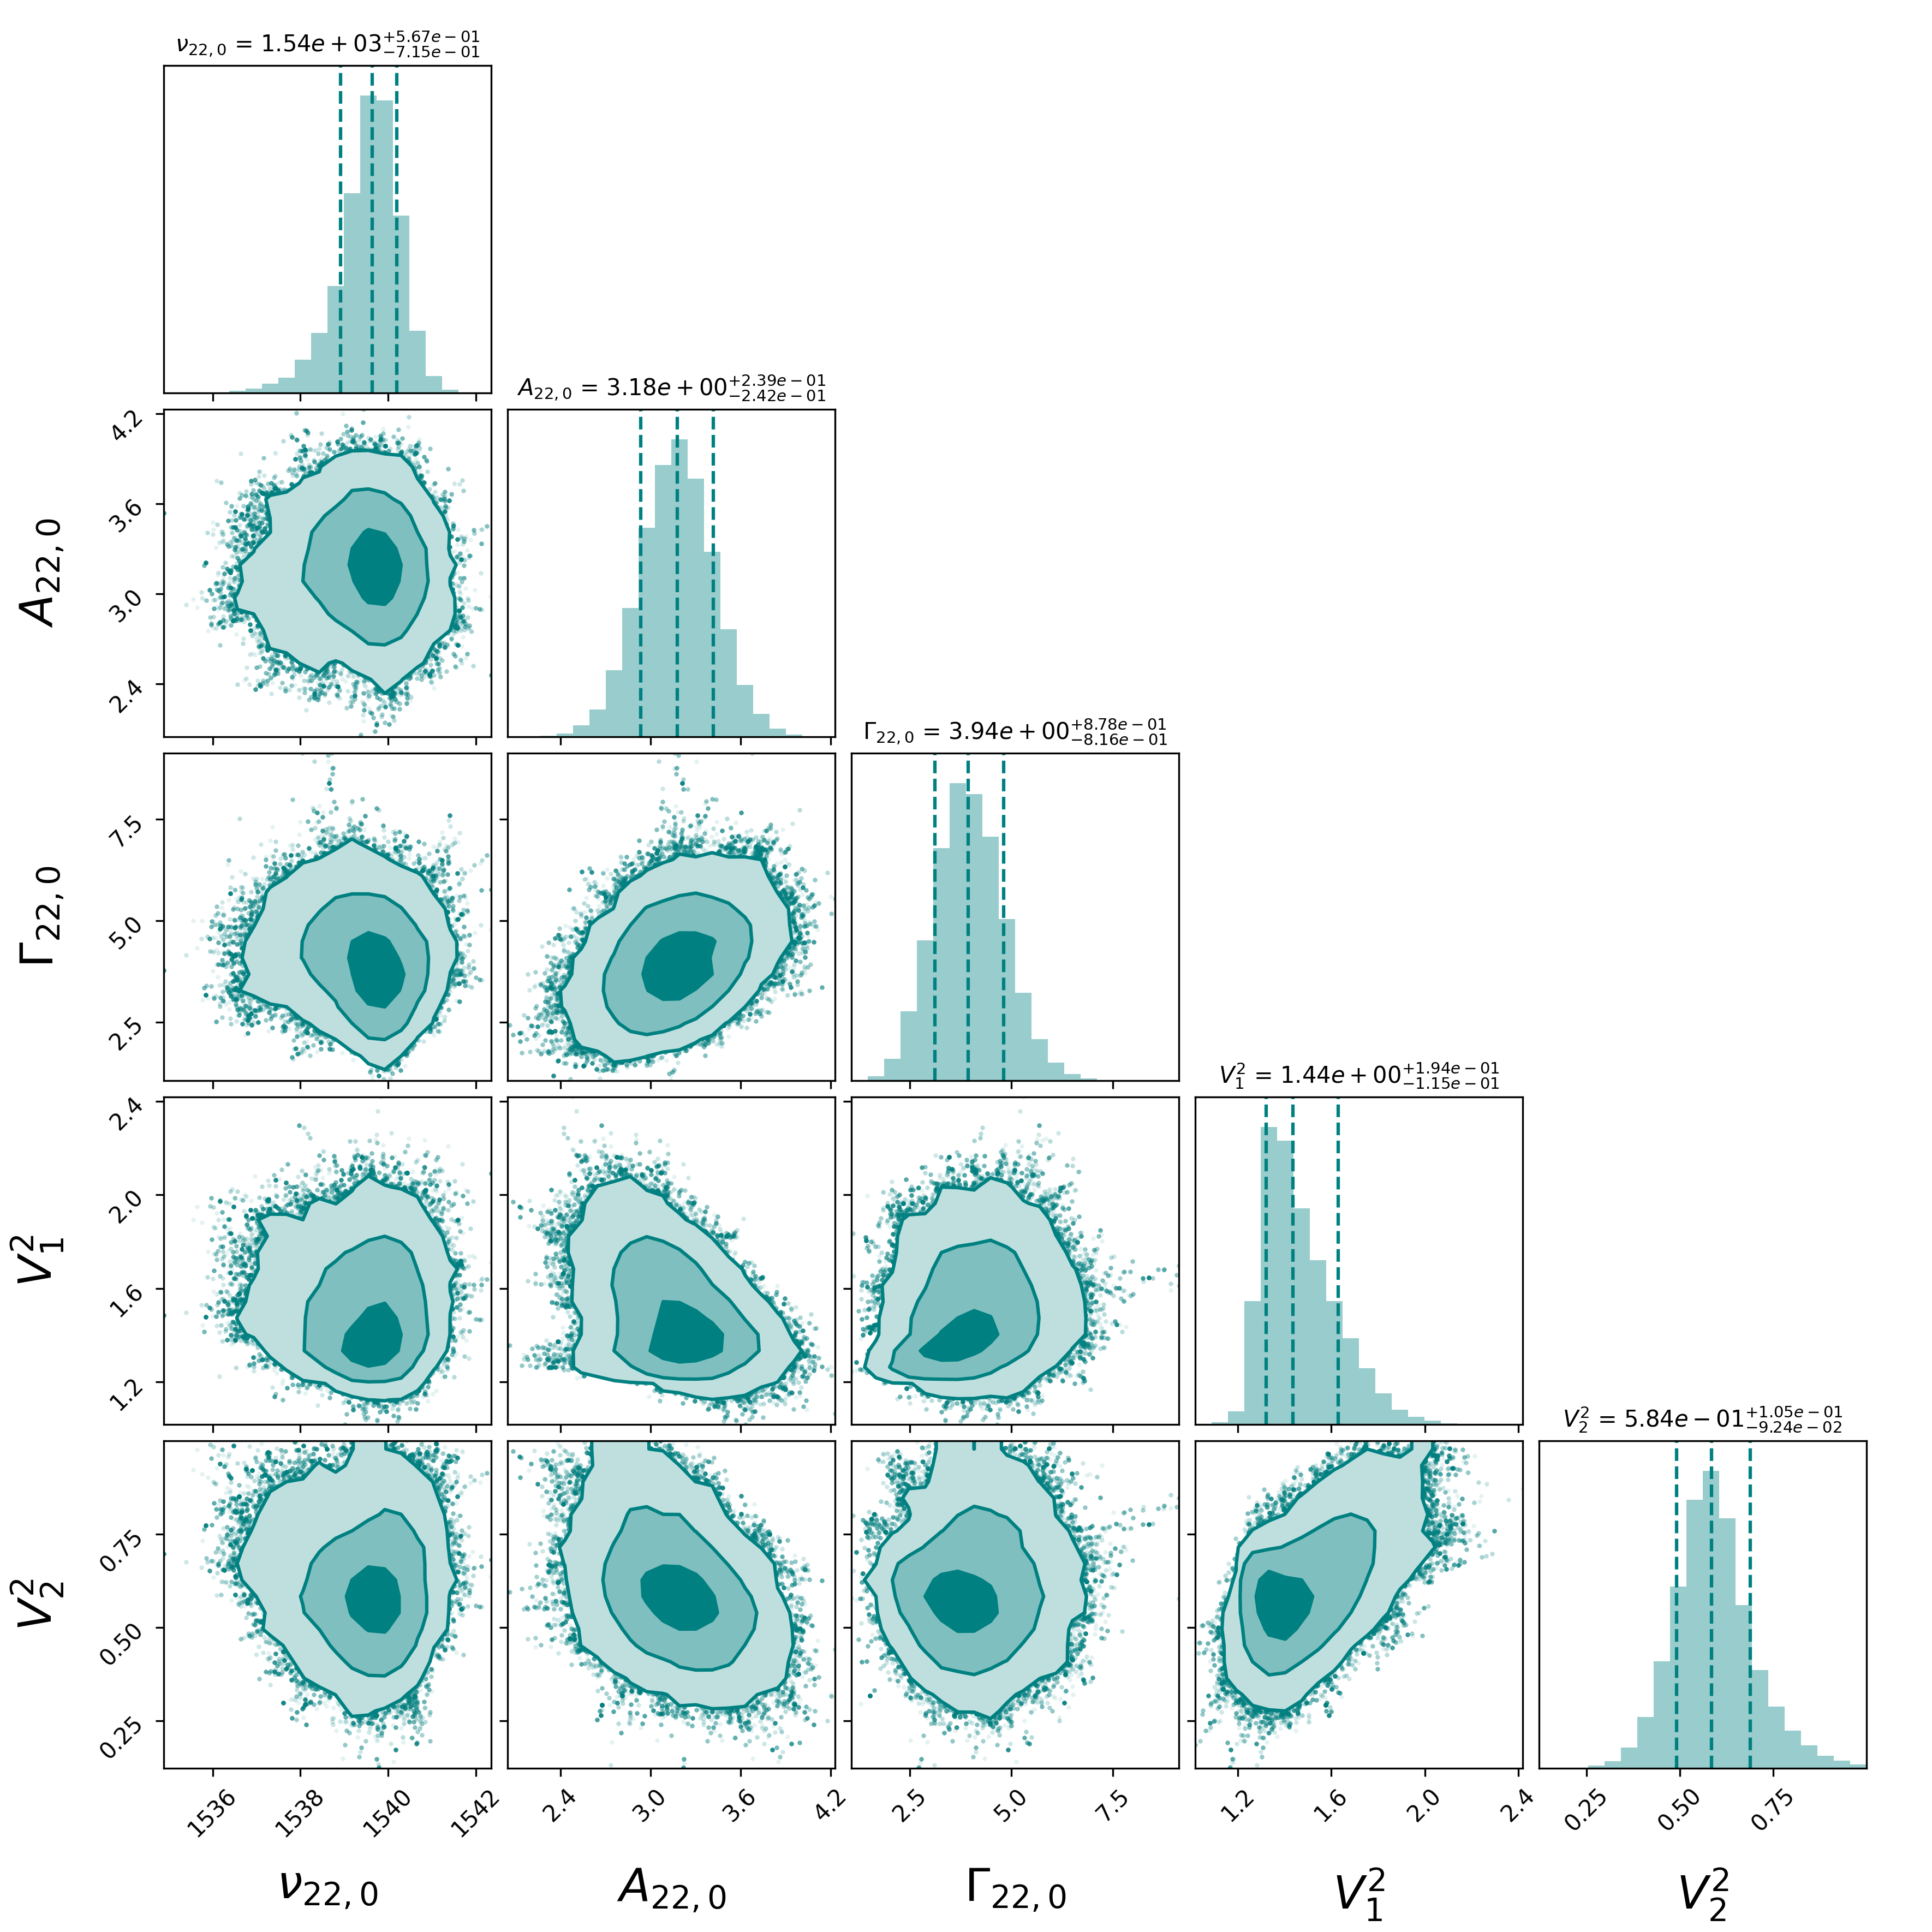 ν22,0 = 1.54e + 03 +5.67e−01 −7.15e−01
A22,0 = 3.18e + 00 +2.39e−01 −2.42e−01
4.2
3.6
3.0
2.4
A22,0
Γ22,0 = 3.94e + 00 +8.78e−01 −8.16e−01
7.5
5.0
2.5
Γ22,0
V₁² = 1.44e + 00 +1.94e−01 −1.15e−01
2.4
2.0
1.6
1.2
V₁²
V₂² = 5.84e − 01 +1.05e−01 −9.24e−02
0.75
0.50
0.25
V₂²
1536 1538 1540 1542 2.4 3.0 3.6 4.2 2.5 5.0 7.5 1.2 1.6 2.0 2.4 0.25 0.50 0.75
ν22,0 A22,0 Γ22,0 V₁² V₂²